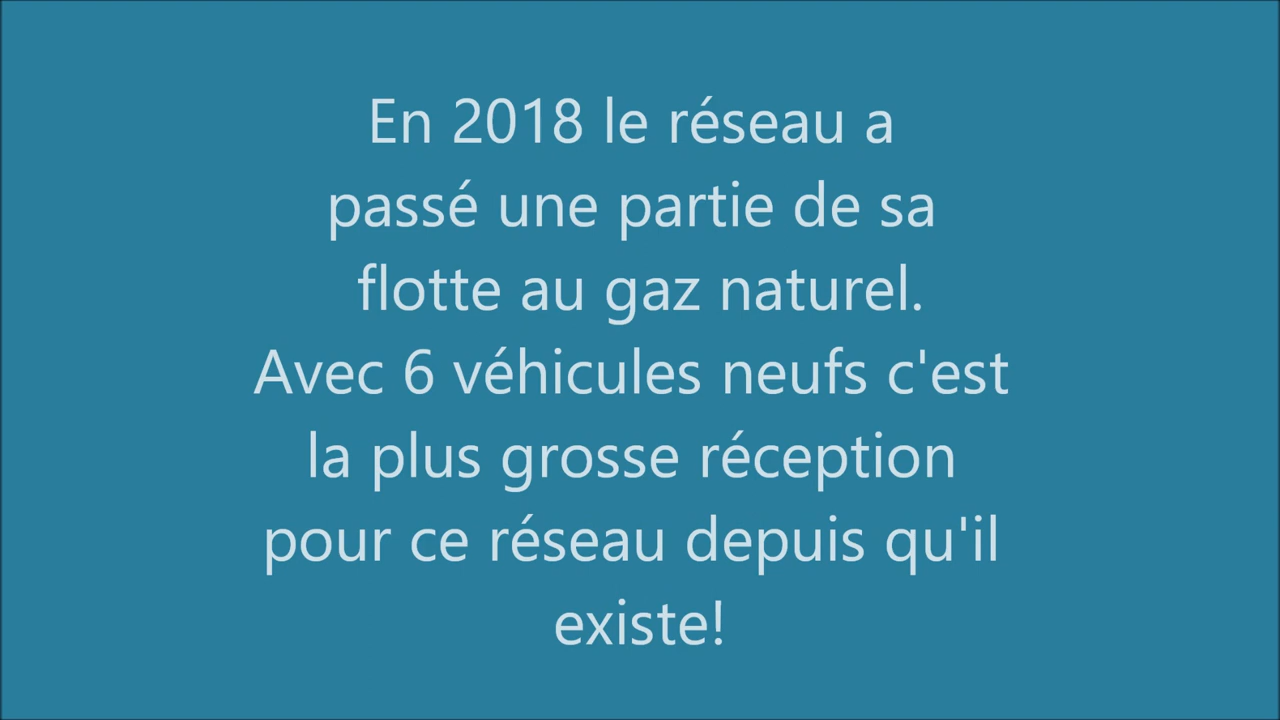 En 2018 le réseau a
passé une partie de sa
flotte au gaz naturel.
Avec 6 véhicules neufs c'est
la plus grosse réception
pour ce réseau depuis qu'il
existe!